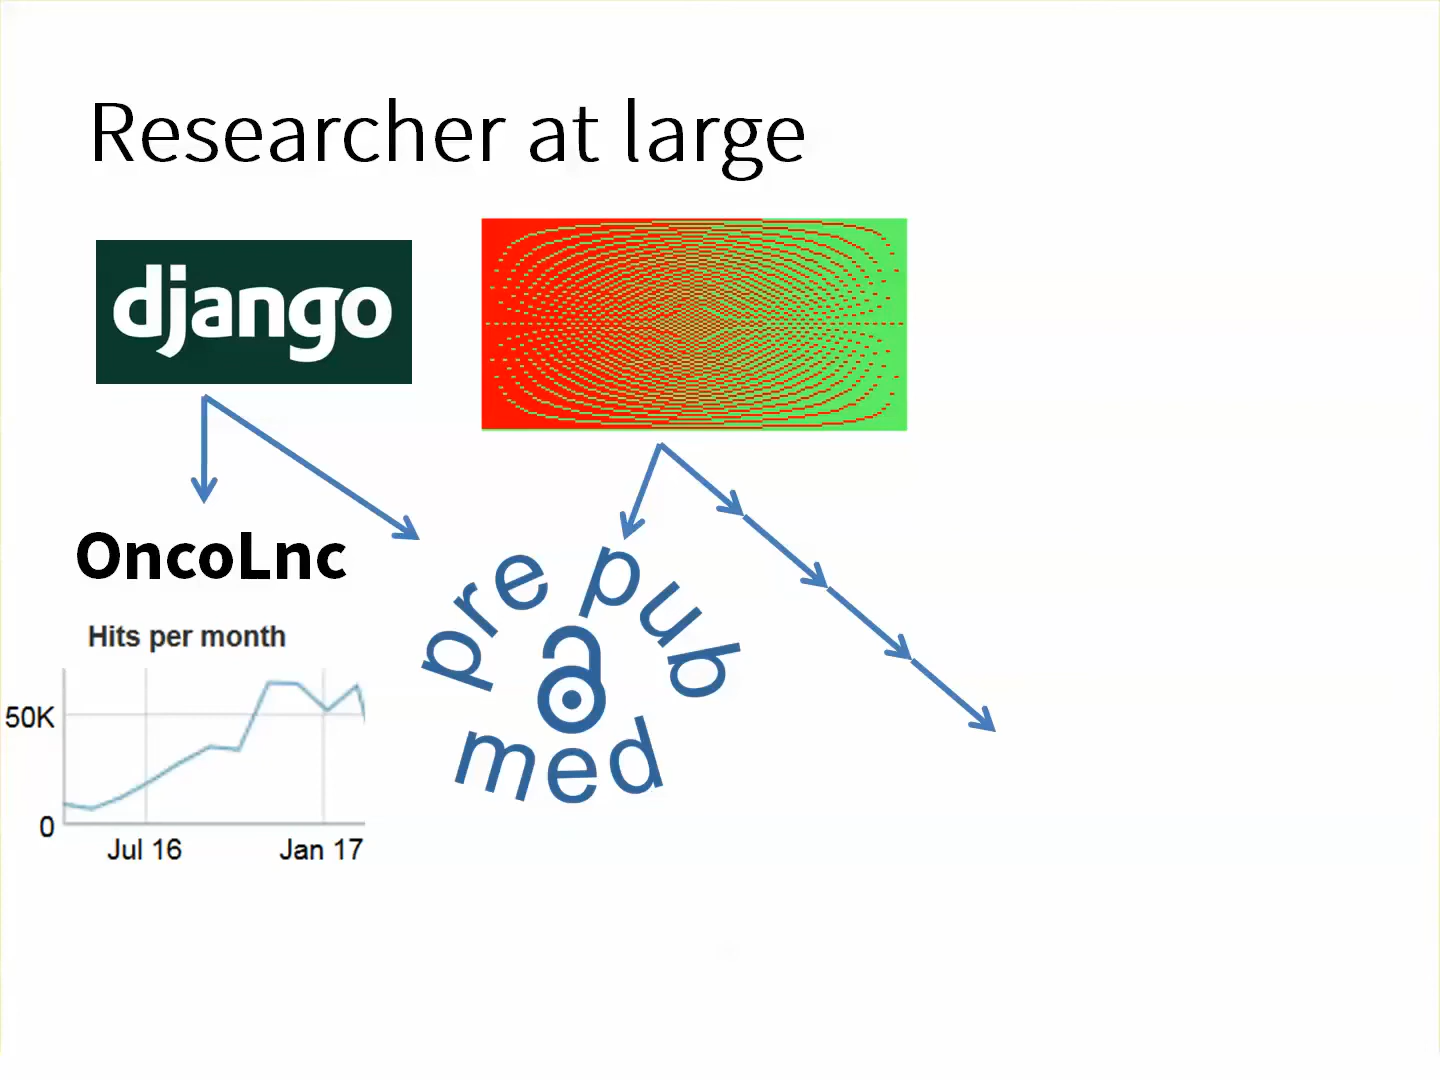 Researcher at large
django
OncoLnc
Hits per month
50K
0
Jul 16
Jan 17
pre pub
med